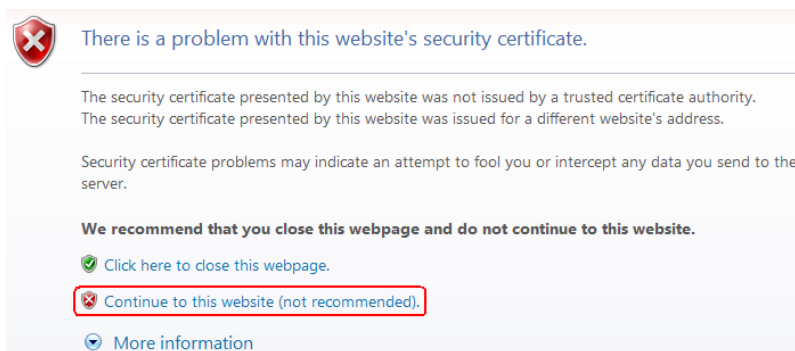 There is a problem with this website's security certificate.
The security certificate presented by this website was not issued by a trusted certificate authority.
The security certificate presented by this website was issued for a different website's address.
Security certificate problems may indicate an attempt to fool you or intercept any data you send to the
server.
We recommend that you close this webpage and do not continue to this website.
Click here to close this webpage.
Continue to this website (not recommended).
More information